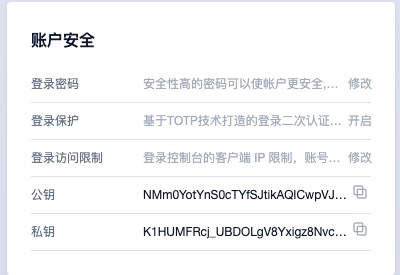 账户安全
登录密码 安全性高的密码可以使帐户更安全,... 修改
登录保护 基于TOTP技术打造的登录二次认证... 开启
登录访问限制 登录控制台的客户端 IP 限制，账号... 修改
公钥 NMm0YotYnS0cTYfSJtikAQICwpVJ...
私钥 K1HUMFRcj_UBDOLgV8Yxigz8Nvc...